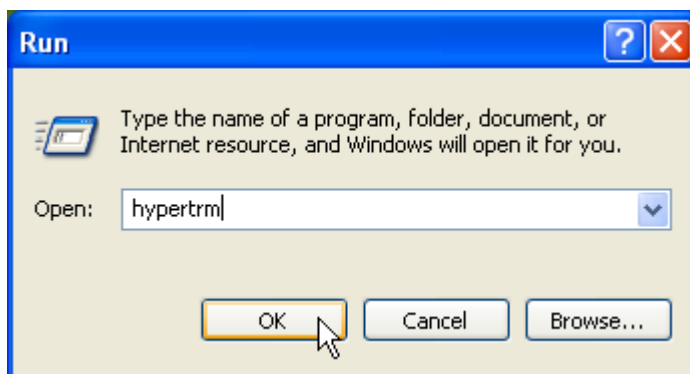 Run
Type the name of a program, folder, document, or
Internet resource, and Windows will open it for you.
Open: hypertrm
OK Cancel Browse...